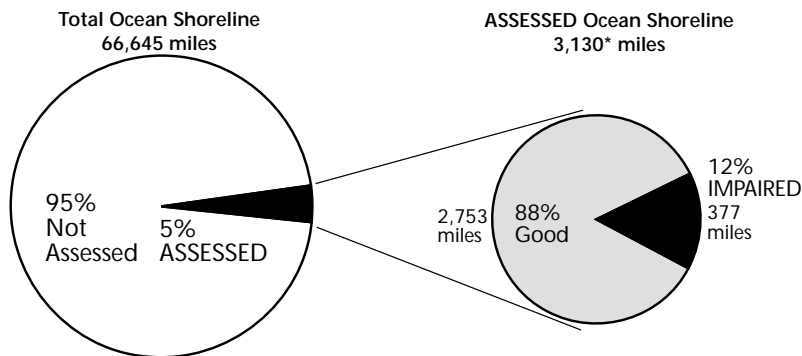 Total Ocean Shoreline
66,645 miles
95%
Not
Assessed
5%
ASSESSED
ASSESSED Ocean Shoreline
3,130* miles
2,753
miles
88%
Good
12%
IMPAIRED
377
miles